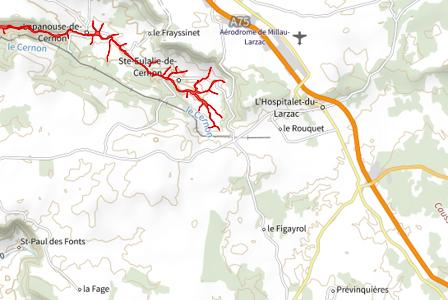 A75
Lapanouse-de-
Cernon
le Cernon
le Frayssinet
Aérodrome de Millau-
Larzac
Ste-Eulalie-de-
Cernon
le Cernon
L'Hospitalet-du-
Larzac
le Rouquet
le Figayrol
St-Paul des Fonts
la Fage
Prévinquières